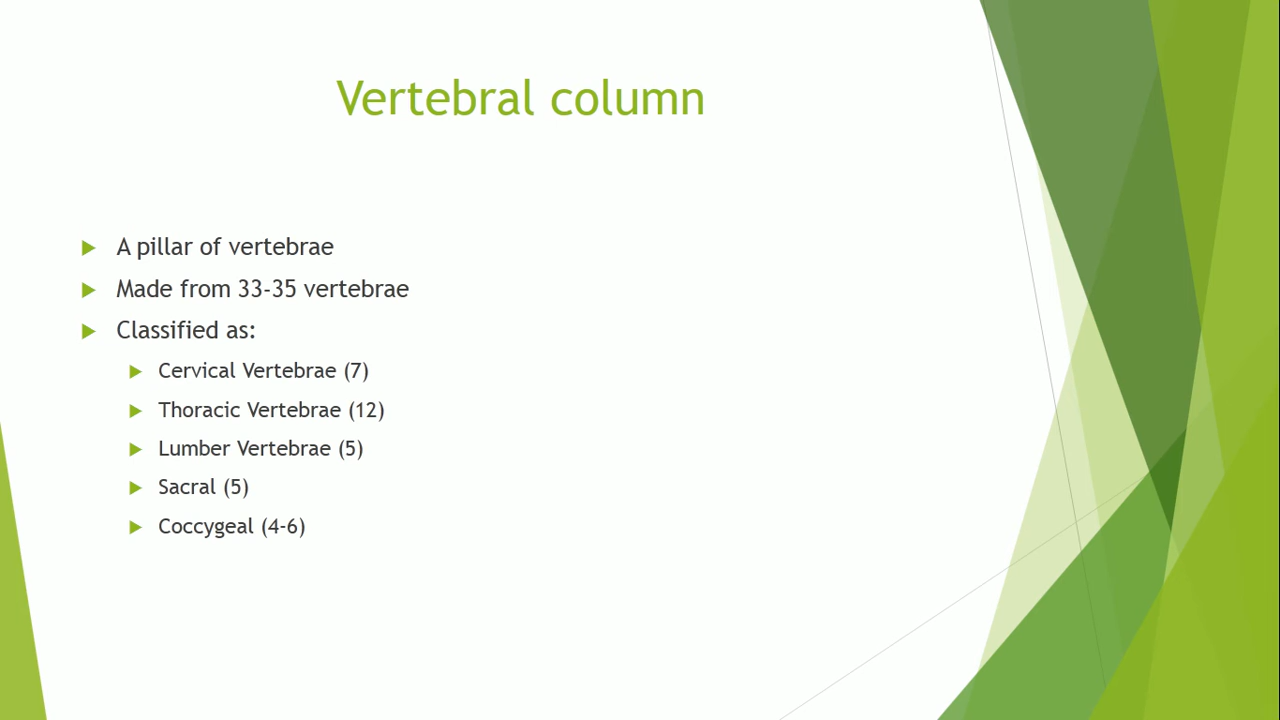 Vertebral column
A pillar of vertebrae
Made from 33-35 vertebrae
Classified as:
Cervical Vertebrae (7)
Thoracic Vertebrae (12)
Lumber Vertebrae (5)
Sacral (5)
Coccygeal (4-6)